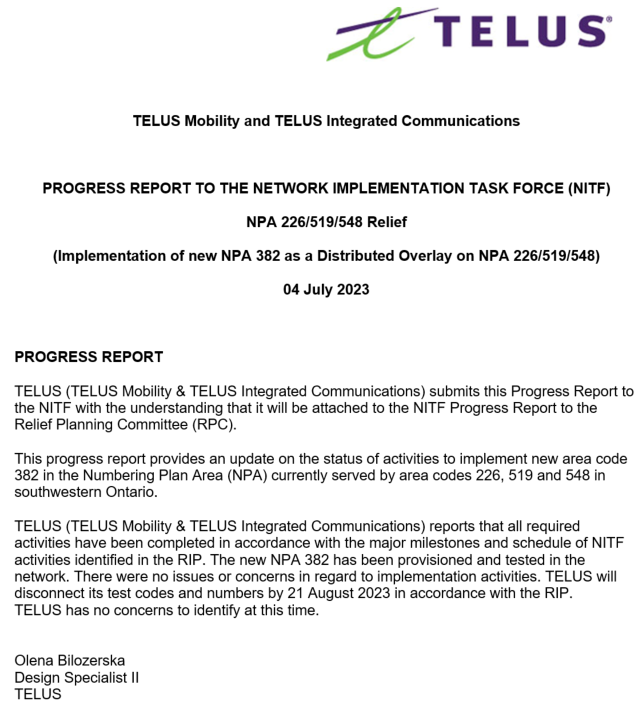 TELUS®
TELUS Mobility and TELUS Integrated Communications
PROGRESS REPORT TO THE NETWORK IMPLEMENTATION TASK FORCE (NITF)
NPA 226/519/548 Relief
(Implementation of new NPA 382 as a Distributed Overlay on NPA 226/519/548)
04 July 2023
PROGRESS REPORT
TELUS (TELUS Mobility & TELUS Integrated Communications) submits this Progress Report to
the NITF with the understanding that it will be attached to the NITF Progress Report to the
Relief Planning Committee (RPC).
This progress report provides an update on the status of activities to implement new area code
382 in the Numbering Plan Area (NPA) currently served by area codes 226, 519 and 548 in
southwestern Ontario.
TELUS (TELUS Mobility & TELUS Integrated Communications) reports that all required
activities have been completed in accordance with the major milestones and schedule of NITF
activities identified in the RIP. The new NPA 382 has been provisioned and tested in the
network. There were no issues or concerns in regard to implementation activities. TELUS will
disconnect its test codes and numbers by 21 August 2023 in accordance with the RIP.
TELUS has no concerns to identify at this time.
Olena Bilozerska
Design Specialist II
TELUS